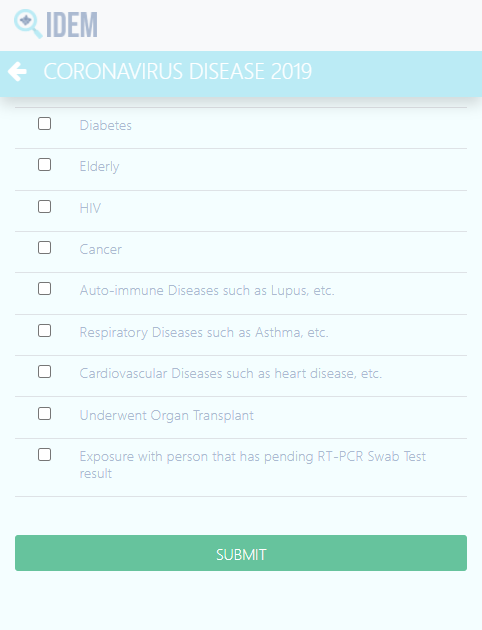 IDEM
CORONAVIRUS DISEASE 2019
Diabetes
Elderly
HIV
Cancer
Auto-immune Diseases such as Lupus, etc.
Respiratory Diseases such as Asthma, etc.
Cardiovascular Diseases such as heart disease, etc.
Underwent Organ Transplant
Exposure with person that has pending RT-PCR Swab Test
result
SUBMIT